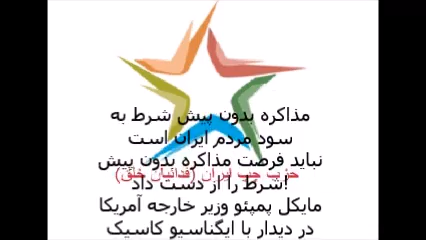 مذاکره بدون پیش شرط به
سود مردم ایران است
نباید فرصت مذاکره بدون پیش
حزب چپ ایران (فدائیان خلق)
شرط را از دست داد!
مایکل پمپئو وزیر خارجه آمریکا
در دیدار با ایگناسیو کاسیک